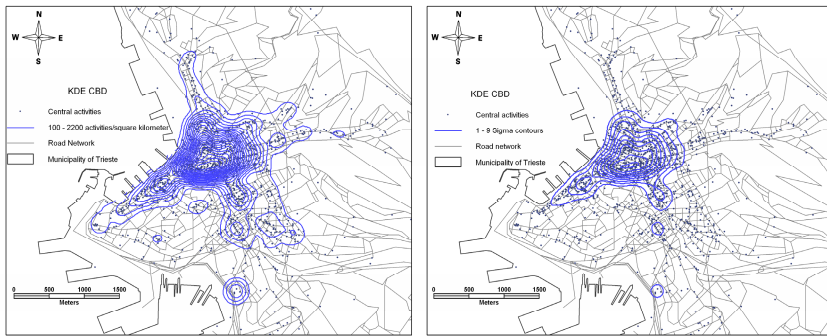 N
W E
S
KDE CBD
Central activities
100 - 2200 activities/square kilometer
Road Network
Municipality of Trieste
0 500 1000 1500
Meters
N
W E
S
KDE CBD
Central activities
1 - 9 Sigma contours
Road network
Municipality of Trieste
0 500 1000 1500
Meters